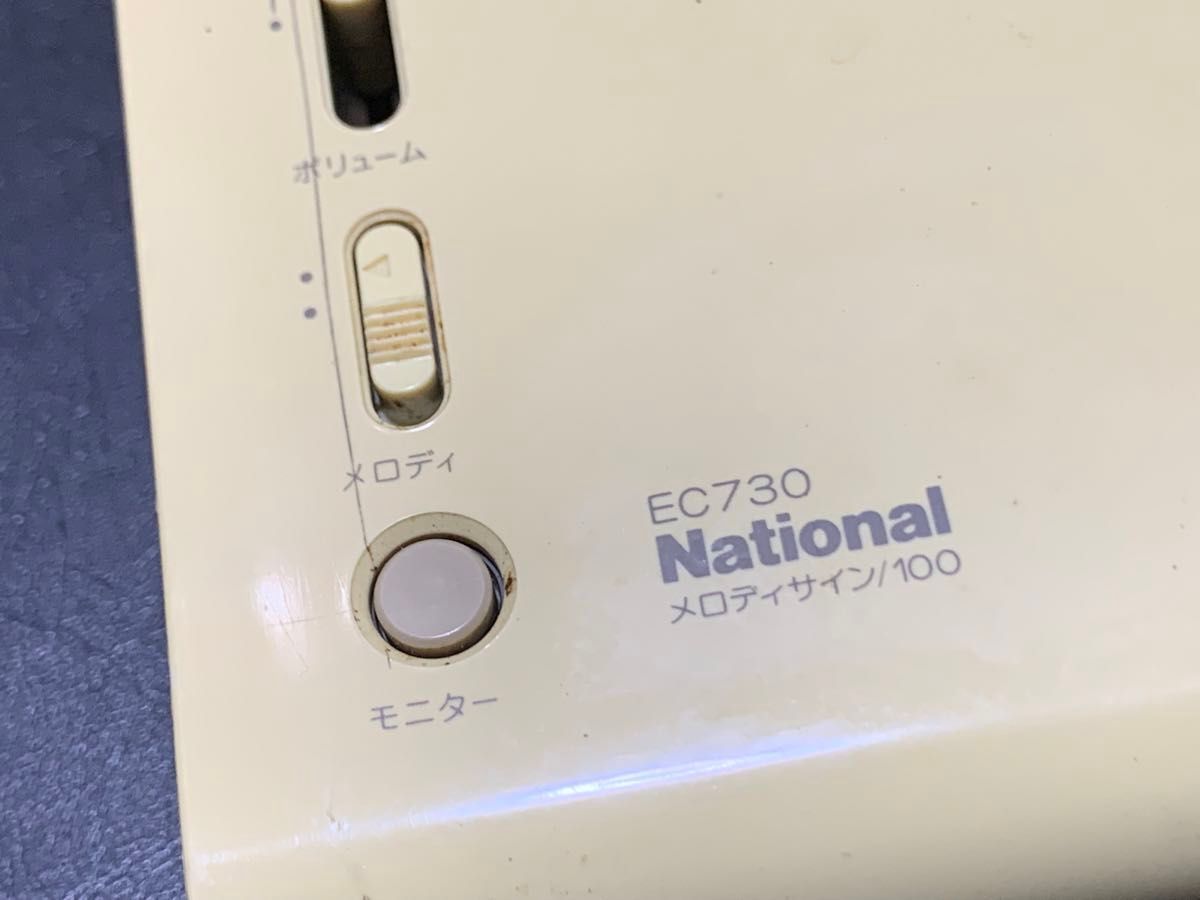 ボリューム
メロディ
EC730
National
メロディサイン/100
モニター